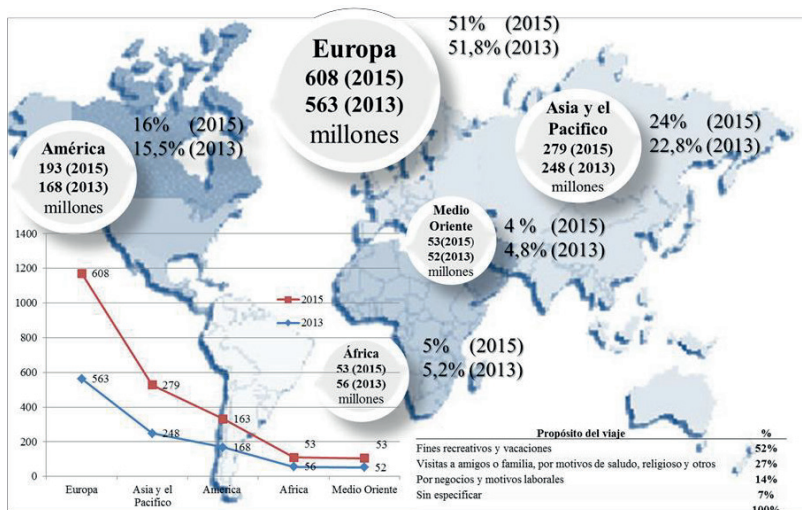 Europa
608 (2015)
563 (2013)
millones
51% (2015)
51,8% (2013)
América
193 (2015)
168 (2013)
millones
16% (2015)
15,5% (2013)
Asia y el
Pacifico
279 (2015)
248 ( 2013)
millones
24% (2015)
22,8% (2013)
Medio
Oriente
53(2015)
52(2013)
millones
4 % (2015)
4,8% (2013)
África
53 (2015)
56 (2013)
millones
5% (2015)
5,2% (2013)
1400
1200
1000
800
600
400
200
0
608
279
163
53
53
563
248
168
56
52
2015
2013
Europa
Asia y el
Pacifico
América
Africa
Medio Oriente
Propósito del viaje %
Fines recreativos y vacaciones 52%
Visitas a amigos o familia, por motivos de saludo, religioso y otros 27%
Por negocios y motivos laborales 14%
Sin especificar 7%
100%